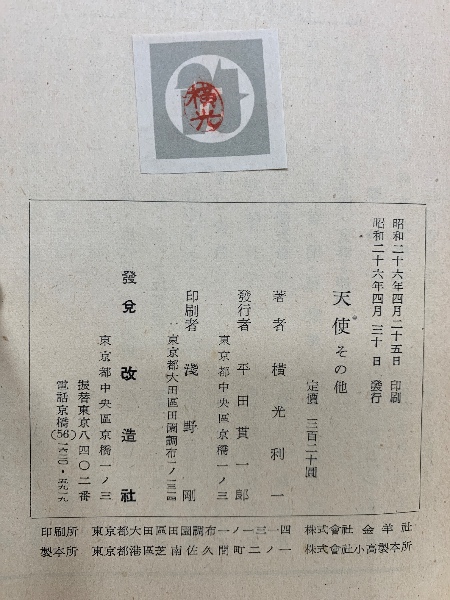 横光
昭和二十六年四月二十五日 印刷
昭和二十六年四月三十日 發行
天使 その他
定價 三百二十圓
著者 横光利一
發行者 平田貫一郎
東京都中央區京橋一ノ三
印刷者 淺野剛
東京都大田區田園調布一ノ一三一四
發兌 改造社
東京都中央區京橋一ノ三
振替東京八四〇二番
電話京橋(56)
印刷所 東京都大田區田園調布一ノ一三一四 株式會社 金羊社
製本所 東京都港區芝南佐久間町二ノ一 株式會社小高製本所